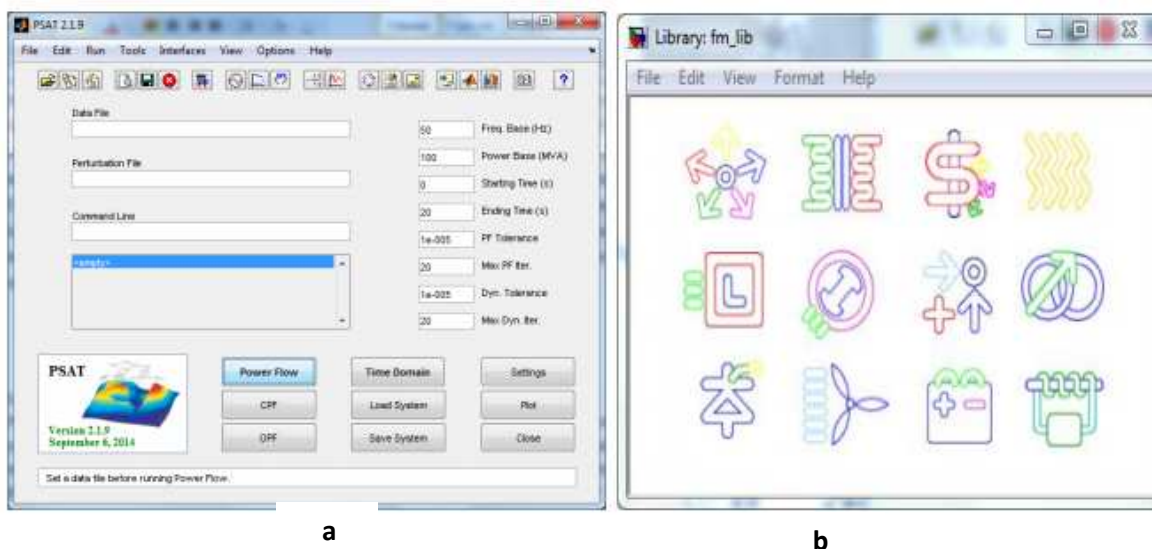 PSAT 2.1.9
File Edit Run Tools Interfaces View Options Help
Data File
50 Freq. Base (Hz)
100 Power Base (MVA)
Perturbation File
0 Starting Time (s)
20 Ending Time (s)
Command Line
1e-005 PF Tolerance
<empty>
20 Max PF Iter.
1e-005 Dyn. Tolerance
20 Max Dyn. Iter.
PSAT
Version 2.1.9
September 6, 2014
Power Flow Time Domain Settings
CPF Load System Plot
OPF Save System Close
Set a data file before running Power Flow.
a
Library: fm_lib
File Edit View Format Help
b